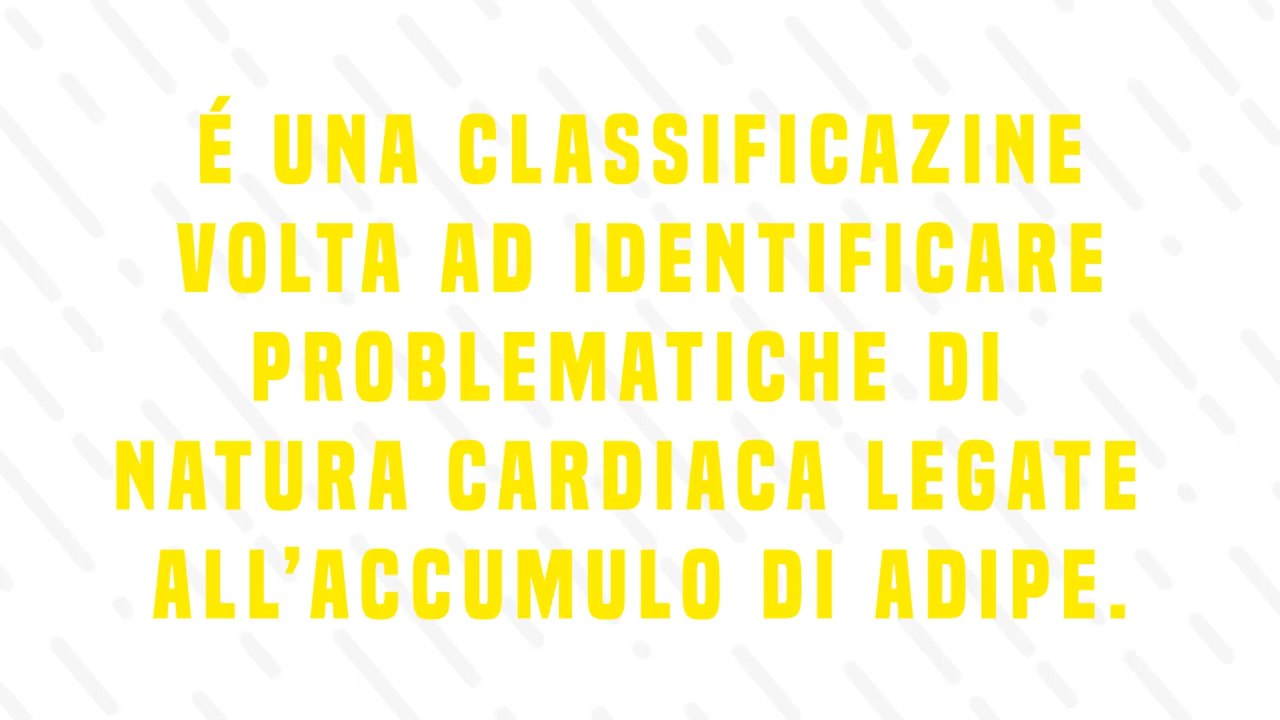 É UNA CLASSIFICAZINE
VOLTA AD IDENTIFICARE
PROBLEMATICHE DI
NATURA CARDIACA LEGATE
ALL’ACCUMULO DI ADIPE.